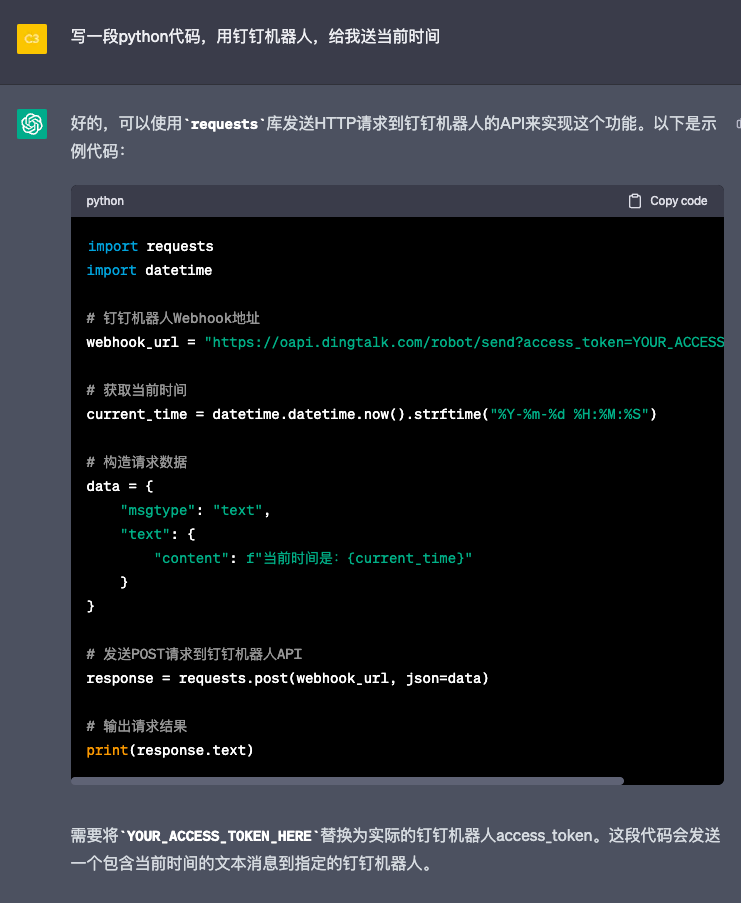 C3
写一段python代码，用钉钉机器人，给我送当前时间
好的，可以使用`requests`库发送HTTP请求到钉钉机器人的API来实现这个功能。以下是示
例代码：
python
Copy code
import requests
import datetime
# 钉钉机器人Webhook地址
webhook_url = "https://oapi.dingtalk.com/robot/send?access_token=YOUR_ACCESS
# 获取当前时间
current_time = datetime.datetime.now().strftime("%Y-%m-%d %H:%M:%S")
# 构造请求数据
data = {
    "msgtype": "text",
    "text": {
        "content": f"当前时间是：{current_time}"
    }
}
# 发送POST请求到钉钉机器人API
response = requests.post(webhook_url, json=data)
# 输出请求结果
print(response.text)
需要将`YOUR_ACCESS_TOKEN_HERE`替换为实际的钉钉机器人access_token。这段代码会发送
一个包含当前时间的文本消息到指定的钉钉机器人。